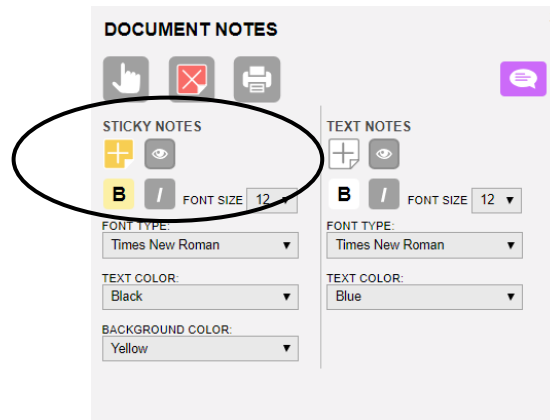 DOCUMENT NOTES
STICKY NOTES
B I FONT SIZE 12
FONT TYPE:
Times New Roman
TEXT COLOR:
Black
BACKGROUND COLOR:
Yellow
TEXT NOTES
B I FONT SIZE 12
FONT TYPE:
Times New Roman
TEXT COLOR:
Blue